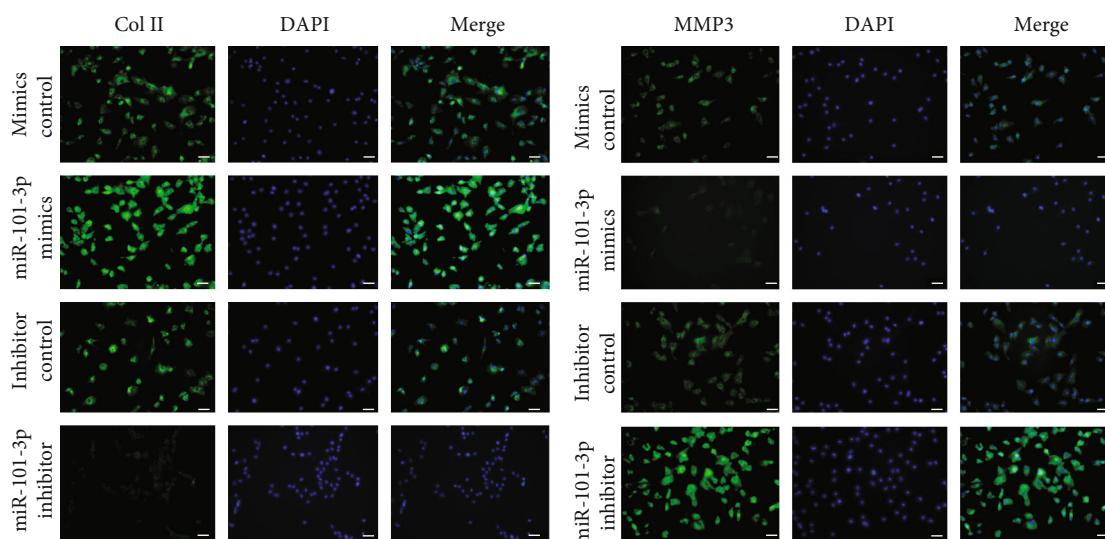 Col II DAPI Merge
Mimics
control
miR-101-3p
mimics
Inhibitor
control
miR-101-3p
inhibitor
MMP3 DAPI Merge
Mimics
control
miR-101-3p
mimics
Inhibitor
control
miR-101-3p
inhibitor